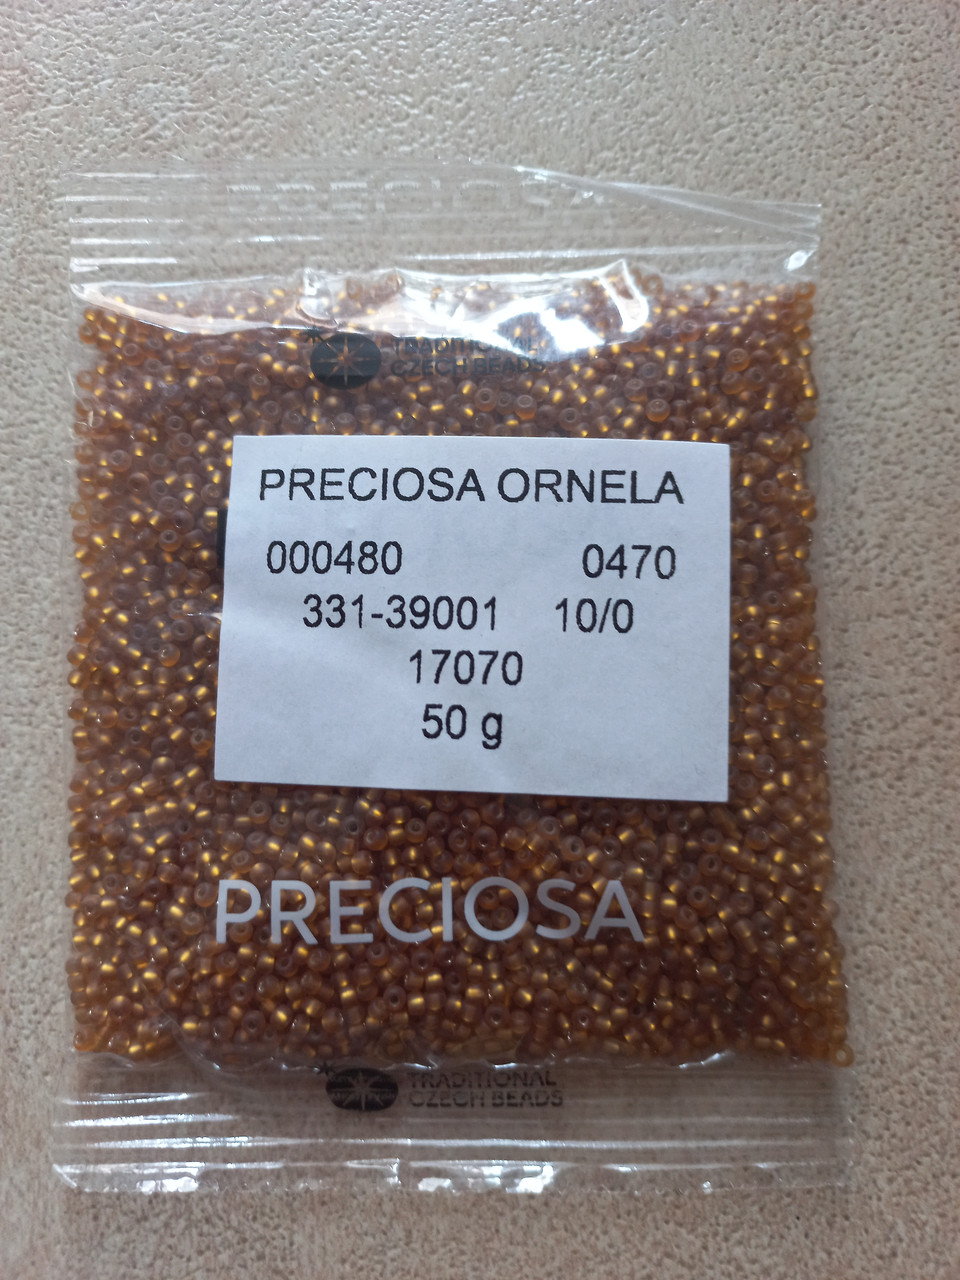 PRECIOSA
TRADITIONAL
CZECH BEADS
PRECIOSA ORNELA
000480 0470
331-39001 10/0
17070
50 g
PRECIOSA
TRADITIONAL
CZECH BEADS